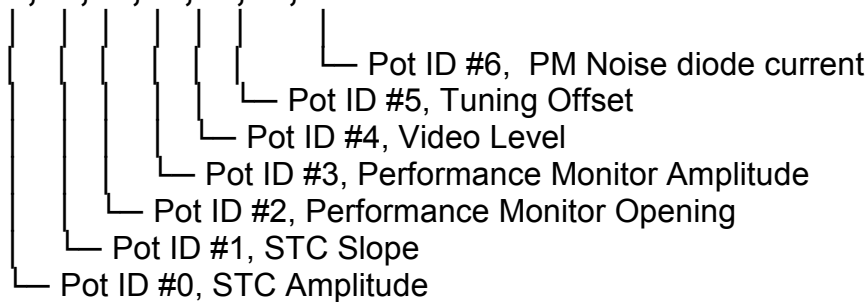 Pot ID #6, PM Noise diode current
Pot ID #5, Tuning Offset
Pot ID #4, Video Level
Pot ID #3, Performance Monitor Amplitude
Pot ID #2, Performance Monitor Opening
Pot ID #1, STC Slope
Pot ID #0, STC Amplitude